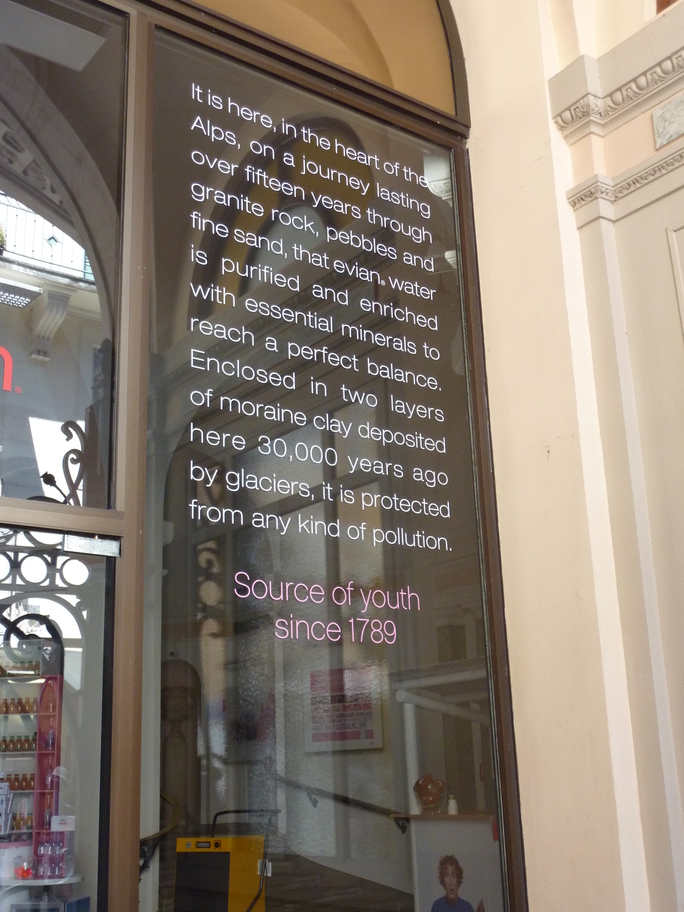 It is here, in the heart of the
Alps, on a journey lasting
over fifteen years through
granite rock, pebbles and
fine sand, that evian® water
is purified and enriched
with essential minerals to
reach a perfect balance.
Enclosed in two layers
of moraine clay deposited
here 30,000 years ago
by glaciers, it is protected
from any kind of pollution.
Source of youth
since 1789